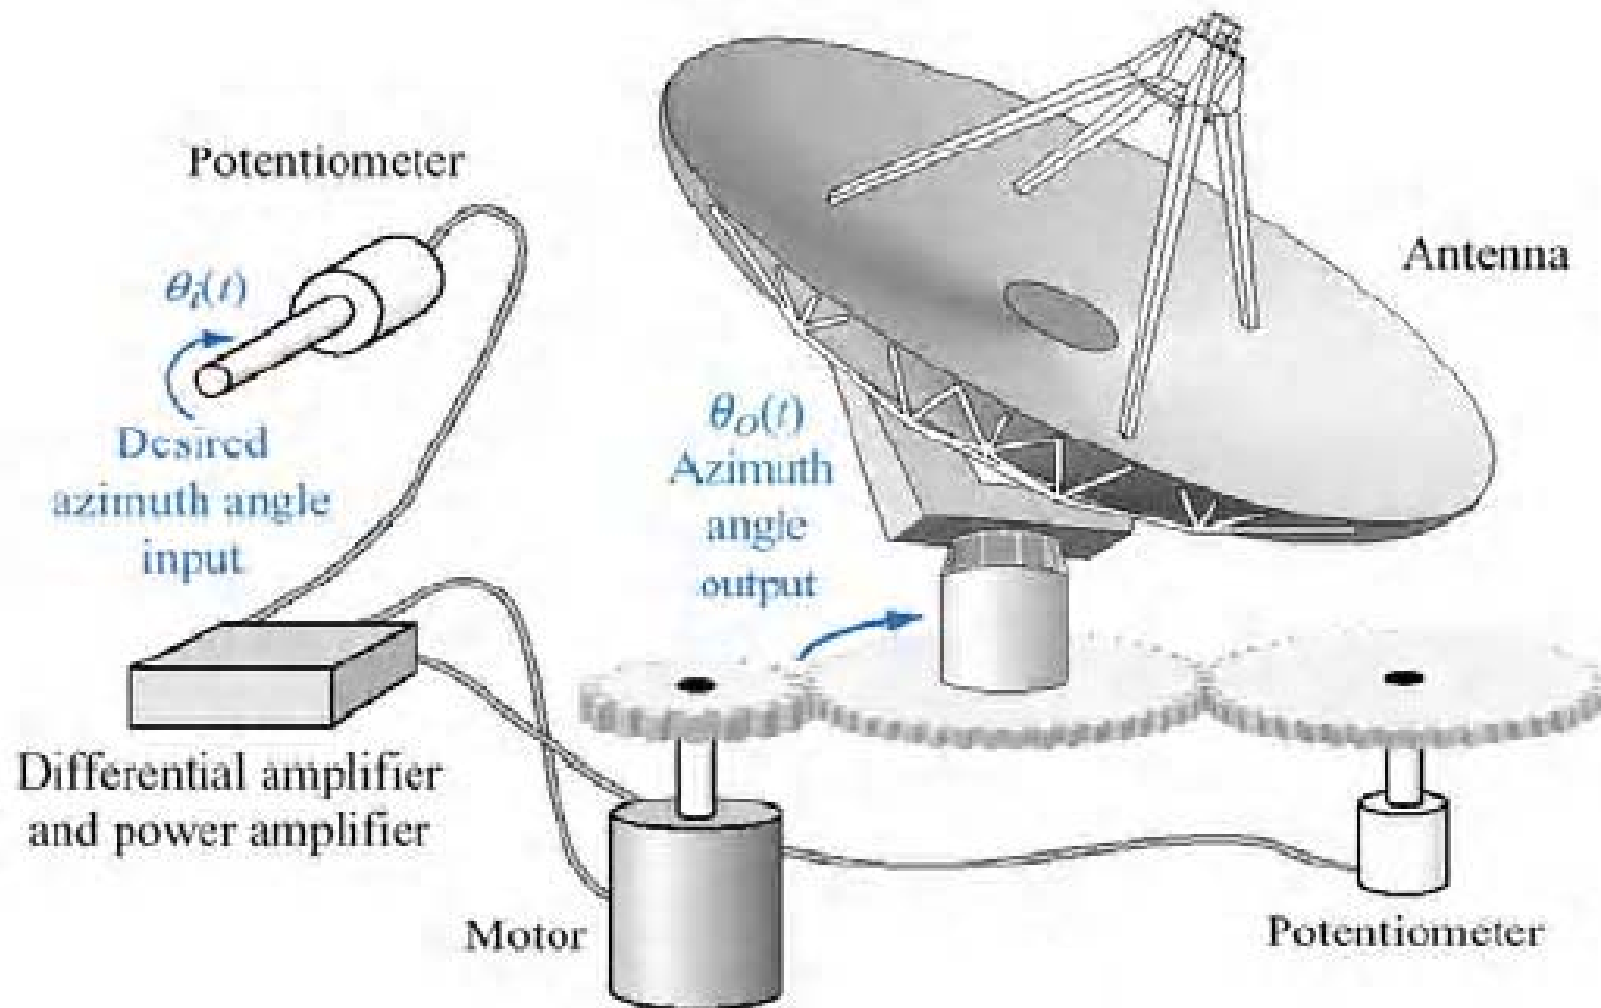 Potentiometer
θi(t)
Desired
azimuth angle
input
Antenna
θO(t)
Azimuth
angle
output
Differential amplifier
and power amplifier
Motor
Potentiometer